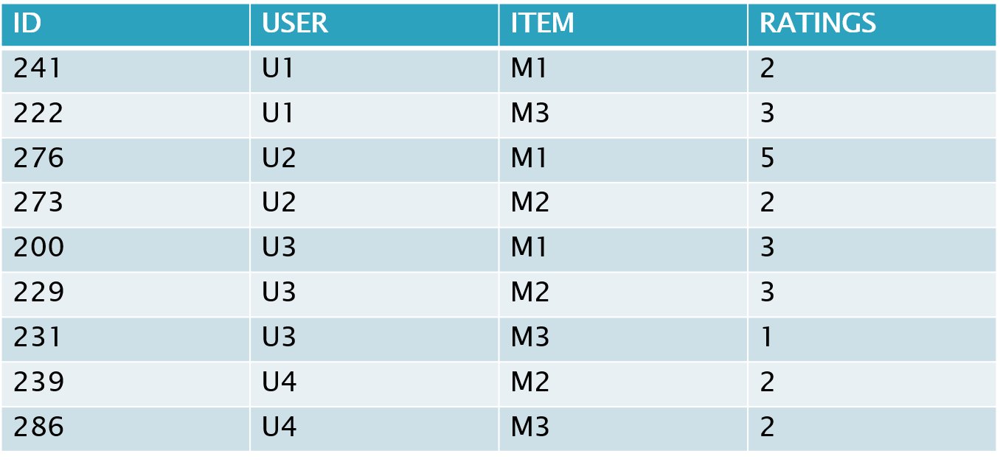 ID USER ITEM RATINGS
241 U1 M1 2
222 U1 M3 3
276 U2 M1 5
273 U2 M2 2
200 U3 M1 3
229 U3 M2 3
231 U3 M3 1
239 U4 M2 2
286 U4 M3 2